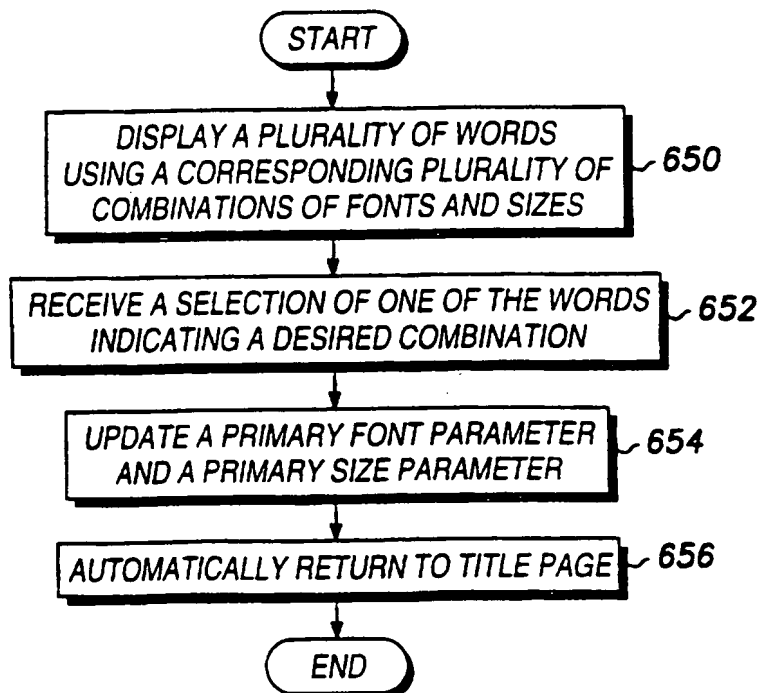 START
DISPLAY A PLURALITY OF WORDS
USING A CORRESPONDING PLURALITY OF
COMBINATIONS OF FONTS AND SIZES
650
RECEIVE A SELECTION OF ONE OF THE WORDS
INDICATING A DESIRED COMBINATION
652
UPDATE A PRIMARY FONT PARAMETER
AND A PRIMARY SIZE PARAMETER
654
AUTOMATICALLY RETURN TO TITLE PAGE
656
END